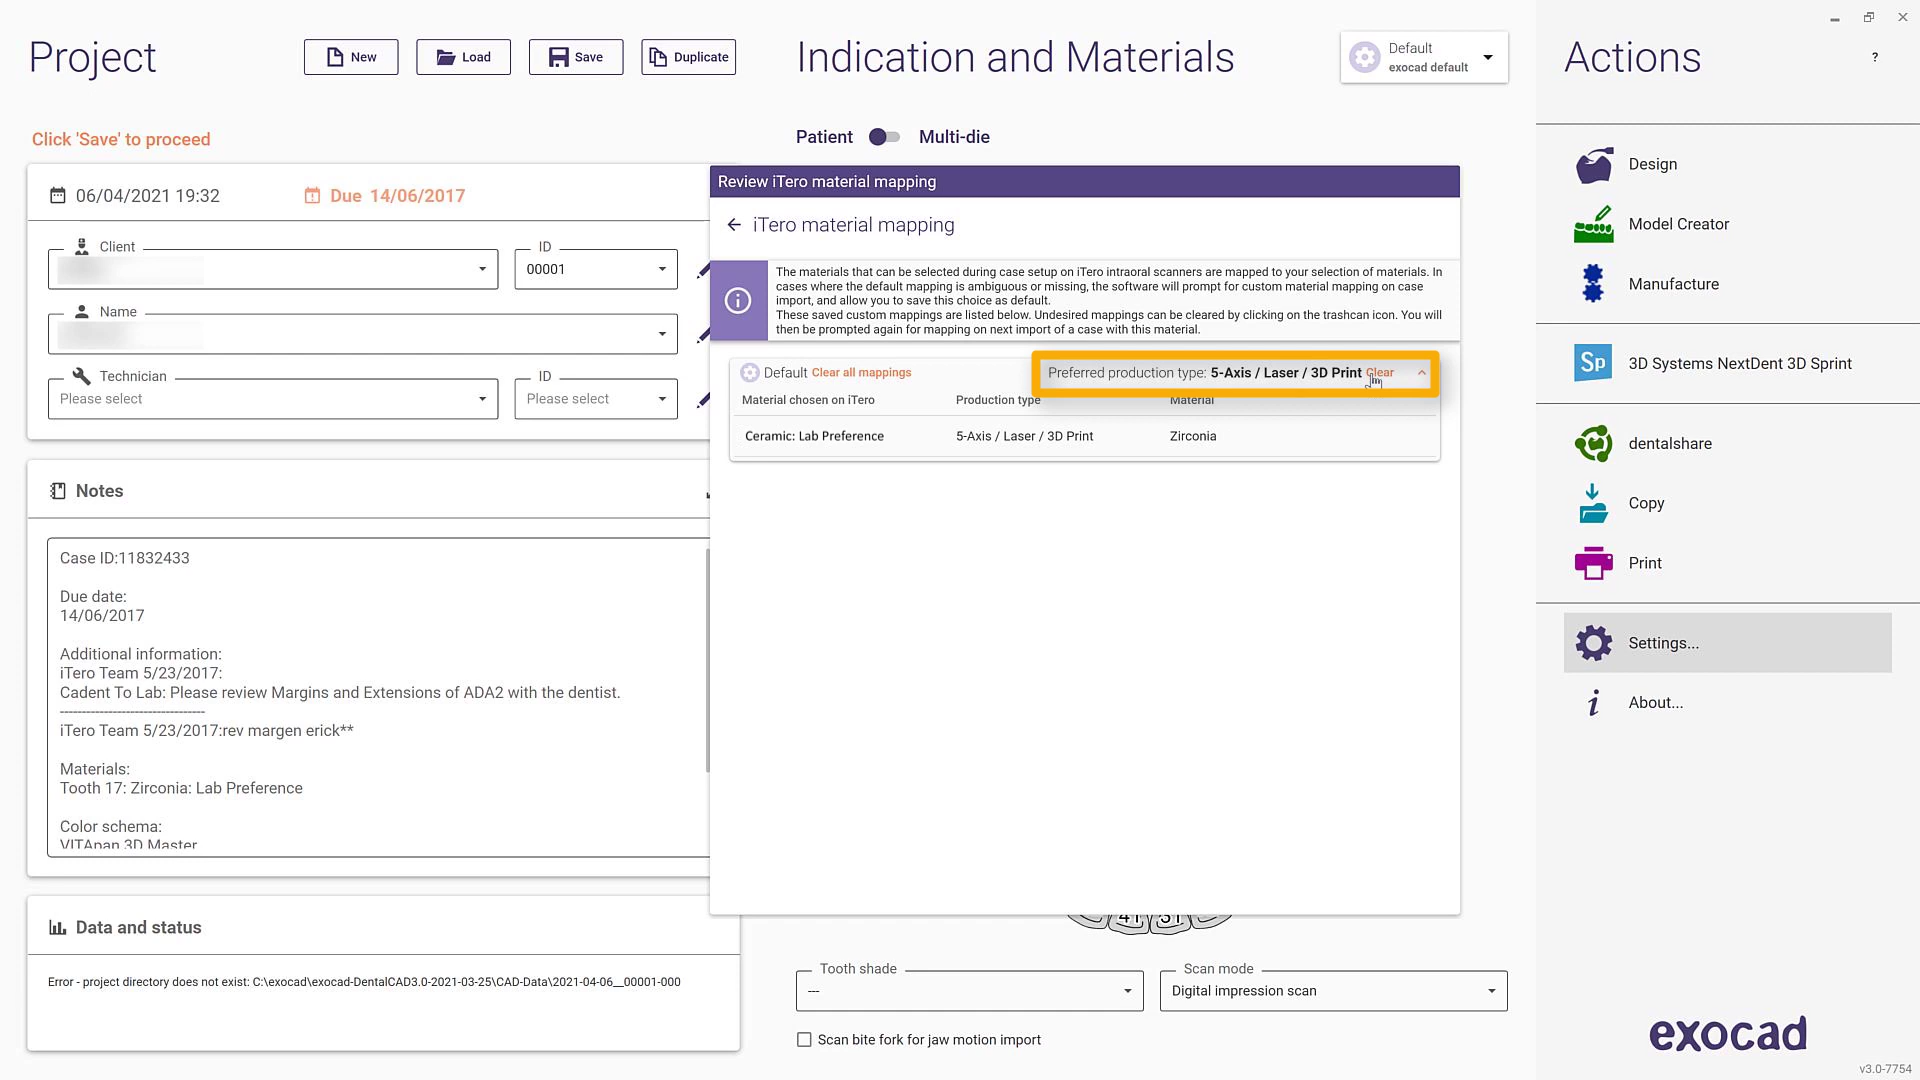 Project
New
Load
Save
Duplicate
Indication and Materials
Default
exocad default
Actions
?
Click 'Save' to proceed
Patient
Multi-die
06/04/2021 19:32
Due 14/06/2017
Client
ID
00001
Name
Technician
Please select
ID
Please select
Review iTero material mapping
iTero material mapping
The materials that can be selected during case setup on iTero intraoral scanners are mapped to your selection of materials. In
cases where the default mapping is ambiguous or missing, the software will prompt for custom material mapping on case
import, and allow you to save this choice as default.
These saved custom mappings are listed below. Undesired mappings can be cleared by clicking on the trashcan icon. You will
then be prompted again for mapping on next import of a case with this material.
Default Clear all mappings
Preferred production type: 5-Axis / Laser / 3D Print Clear
Material chosen on iTero
Production type
Material
Ceramic: Lab Preference
5-Axis / Laser / 3D Print
Zirconia
Notes
Case ID:11832433
Due date:
14/06/2017
Additional information:
iTero Team 5/23/2017:
Cadent To Lab: Please review Margins and Extensions of ADA2 with the dentist.
---------------------------------
iTero Team 5/23/2017:rev margen erick**
Materials:
Tooth 17: Zirconia: Lab Preference
Color schema:
VITApan 3D Master
Data and status
Error - project directory does not exist: C:\exocad\exocad-DentalCAD3.0-2021-03-25\CAD-Data\2021-04-06__00001-000
41 31
Tooth shade
---
Scan mode
Digital impression scan
Scan bite fork for jaw motion import
Design
Model Creator
Manufacture
Sp
3D Systems NextDent 3D Sprint
dentalshare
Copy
Print
Settings...
About...
exocad
v3.0-7754